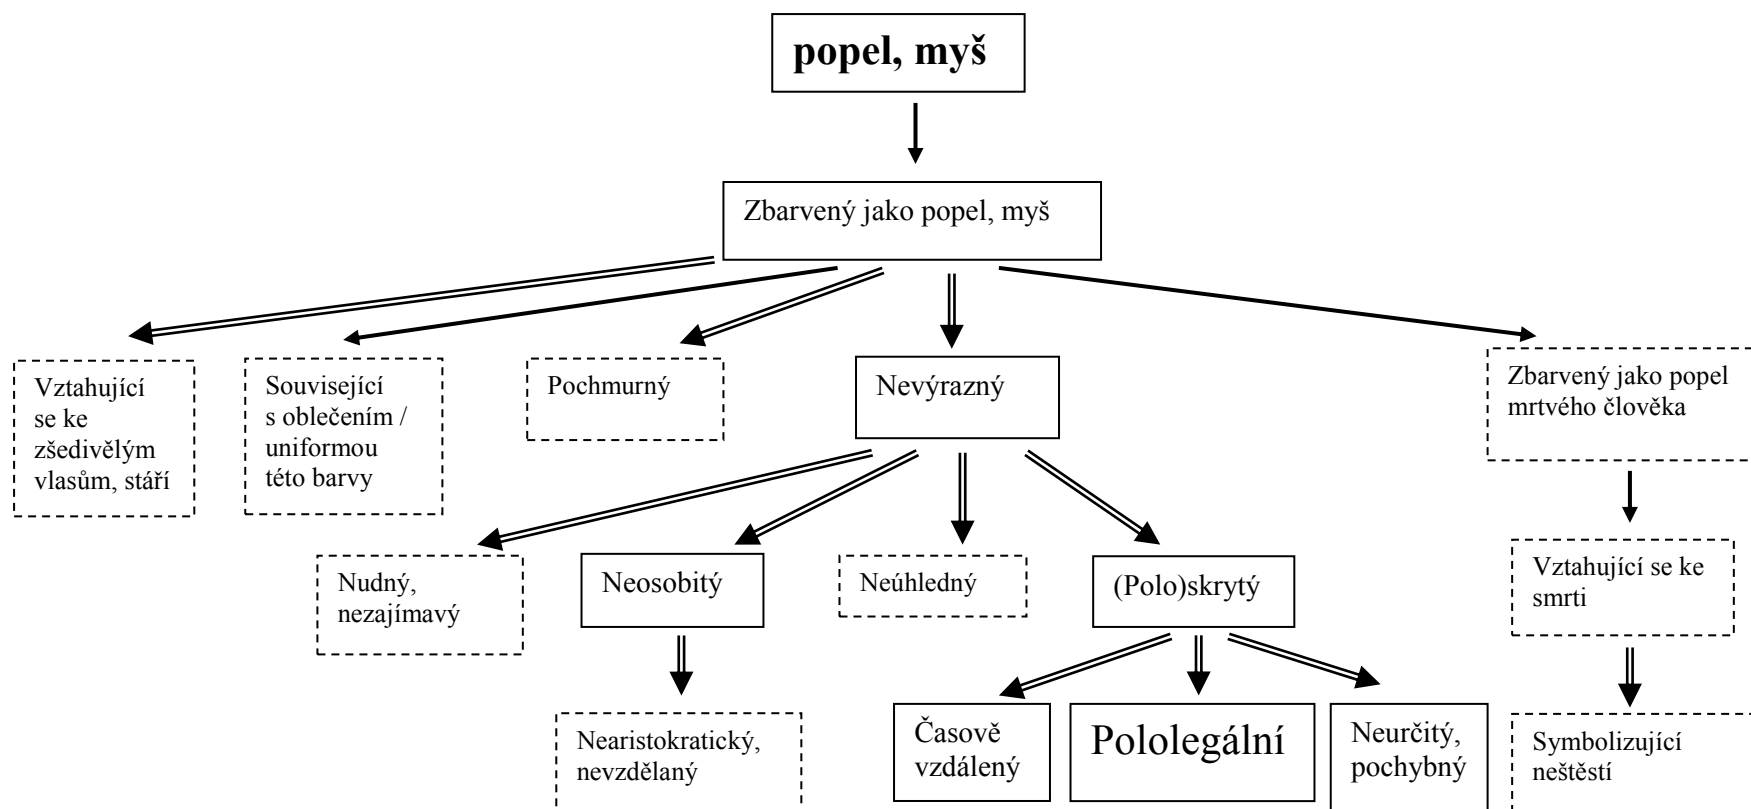 popel, myš
Zbarvený jako popel, myš
Vztahující
se ke
zšedivělým
vlasům, stáří
Související
s oblečením /
uniformou
této barvy
Pochmurný
Nevýrazný
Zbarvený jako popel
mrtvého člověka
Nudný,
nezajímavý
Neosobitý
Neúhledný
(Polo)skrytý
Vztahující se ke
smrti
Nearistokratický,
nevzdělaný
Časově
vzdálený
Pololegální
Neurčitý,
pochybný
Symbolizující
neštěstí